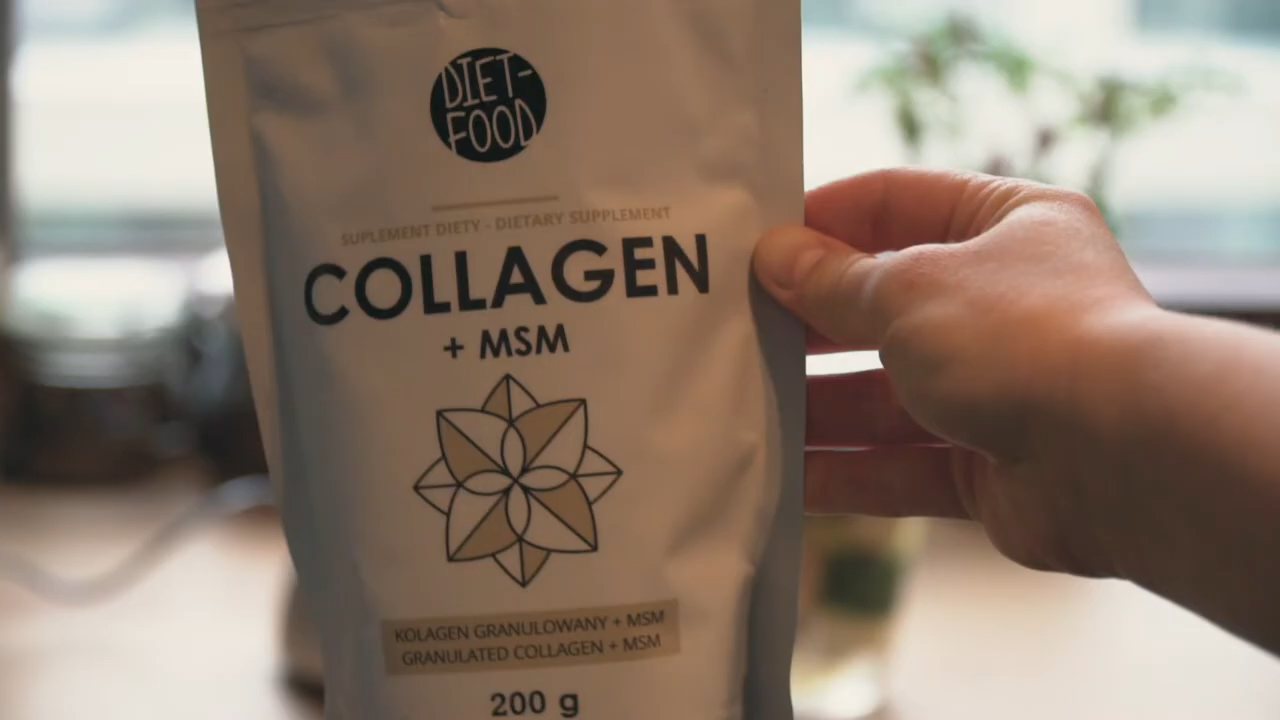 DIET-
FOOD
SUPLEMENT DIETY - DIETARY SUPPLEMENT
COLLAGEN
+ MSM
KOLAGEN GRANULOWANY + MSM
GRANULATED COLLAGEN + MSM
200 g